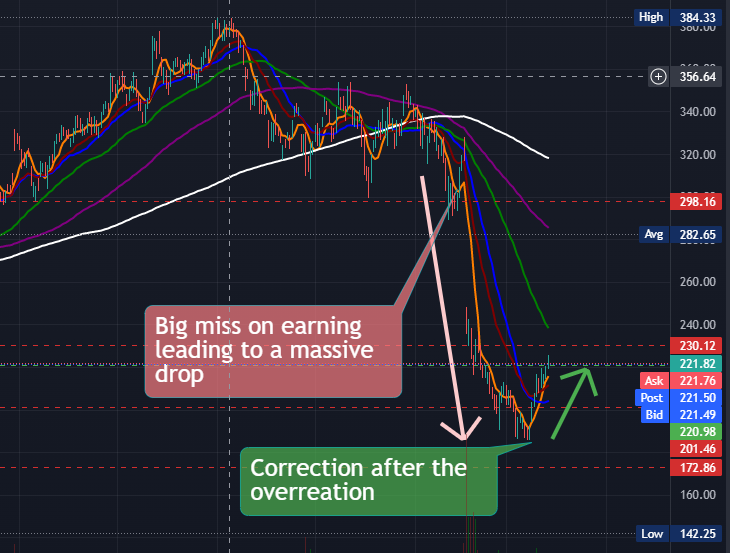 High 384.33
380.00
356.64
340.00
320.00
298.16
Avg 282.65
260.00
240.00
230.12
221.82
Ask 221.76
Post 221.50
Bid 221.49
220.98
201.46
172.86
160.00
Low 142.25
Big miss on earning
leading to a massive
drop
Correction after the
overreation